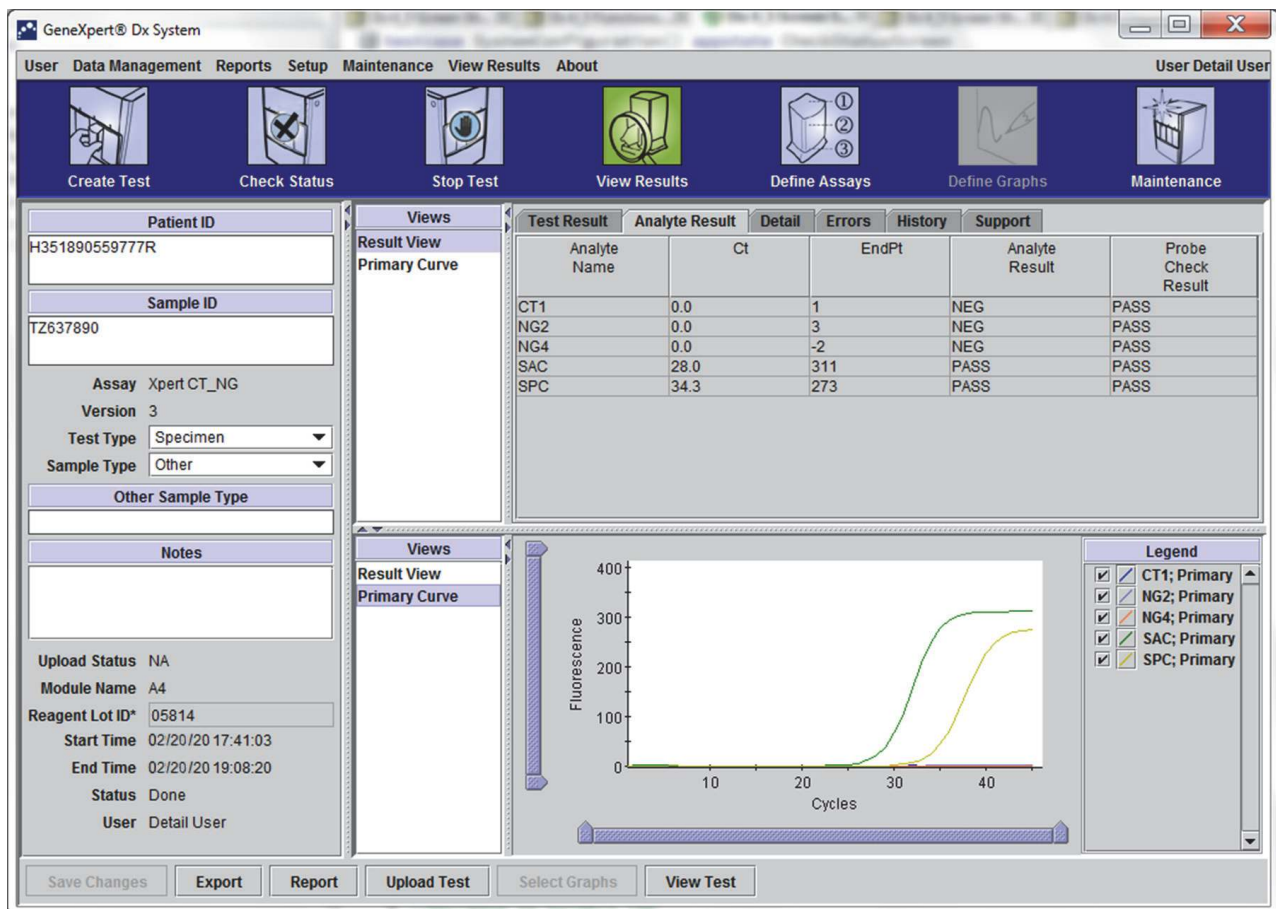 GeneXpert® Dx System
User Data Management Reports Setup Maintenance View Results About User Detail User
Create Test Check Status Stop Test View Results Define Assays Define Graphs Maintenance
①
②
③
Patient ID
H351890559777R
Sample ID
TZ637890
Assay Xpert CT_NG
Version 3
Test Type Specimen
Sample Type Other
Other Sample Type
Notes
Upload Status NA
Module Name A4
Reagent Lot ID* 05814
Start Time 02/20/20 17:41:03
End Time 02/20/20 19:08:20
Status Done
User Detail User
Views
Result View
Primary Curve
Test Result Analyte Result Detail Errors History Support
Analyte Name Ct EndPt Analyte Result Probe Check Result
CT1 0.0 1 NEG PASS
NG2 0.0 3 NEG PASS
NG4 0.0 -2 NEG PASS
SAC 28.0 311 PASS PASS
SPC 34.3 273 PASS PASS
Views
Result View
Primary Curve
400
300
200
100
0
Fluorescence
10 20 30 40
Cycles
Legend
CT1; Primary
NG2; Primary
NG4; Primary
SAC; Primary
SPC; Primary
Save Changes Export Report Upload Test Select Graphs View Test